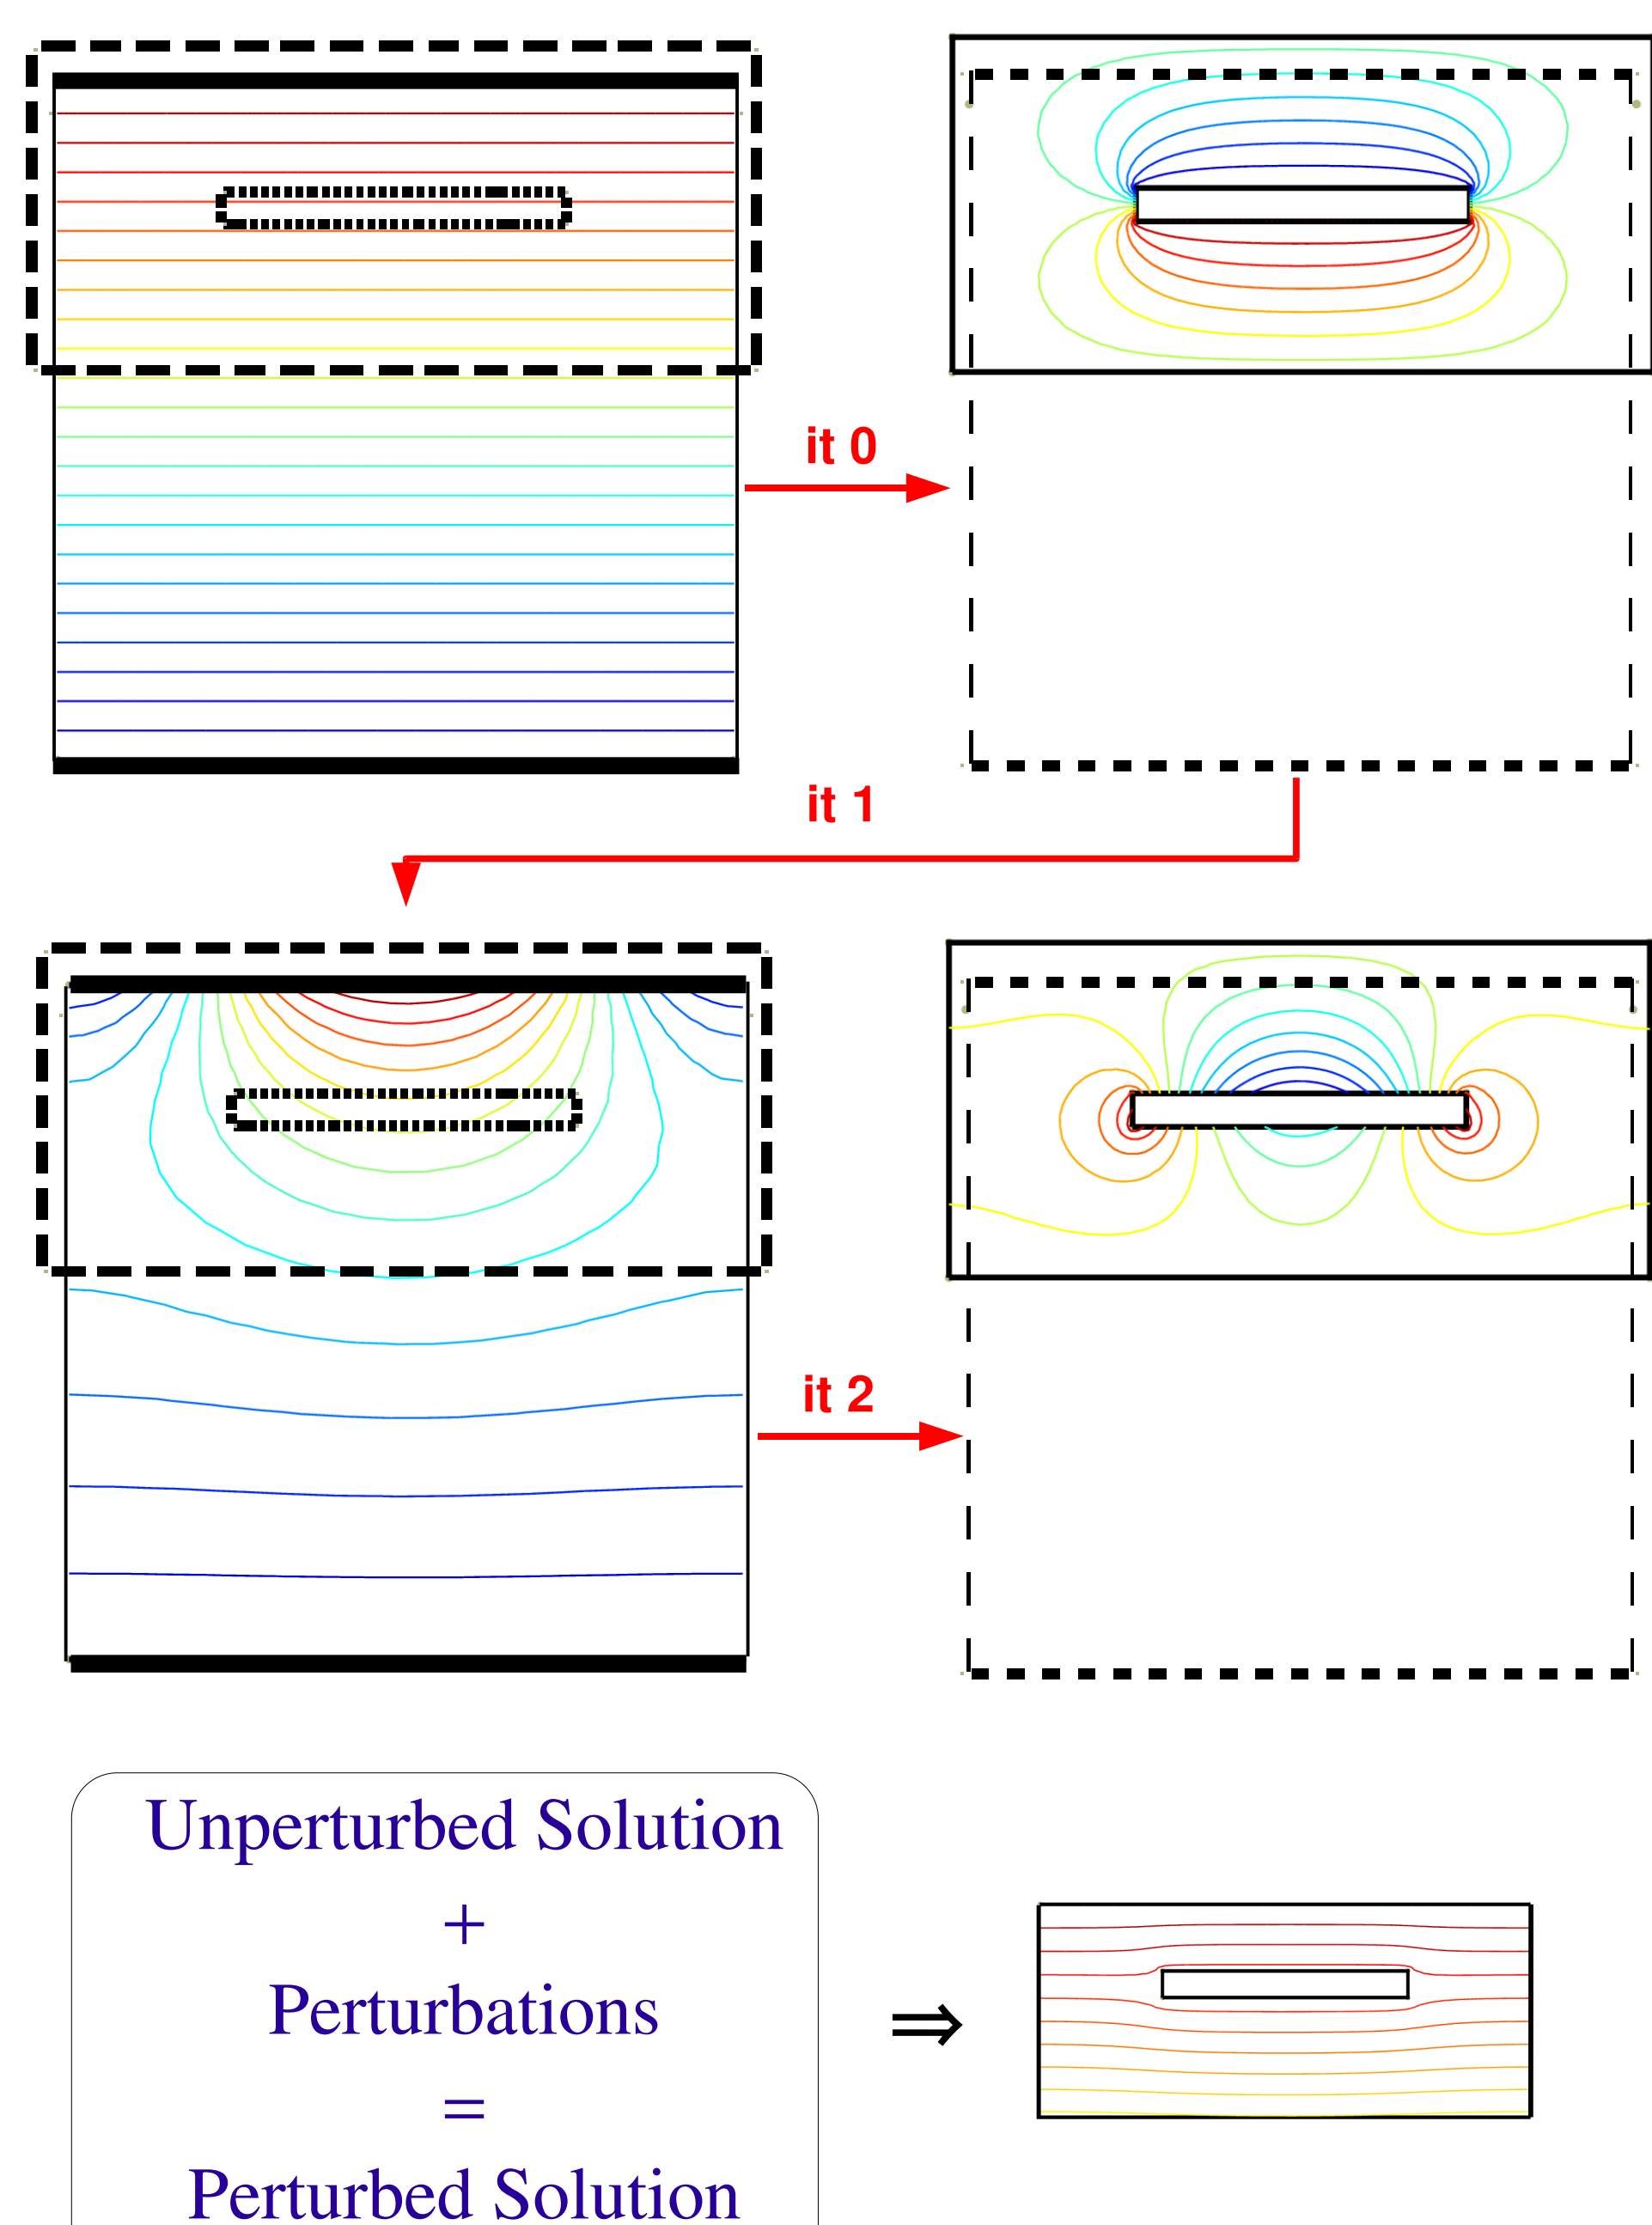 it 0
it 1
it 2
Unperturbed Solution
+
Perturbations
=
Perturbed Solution
⇒